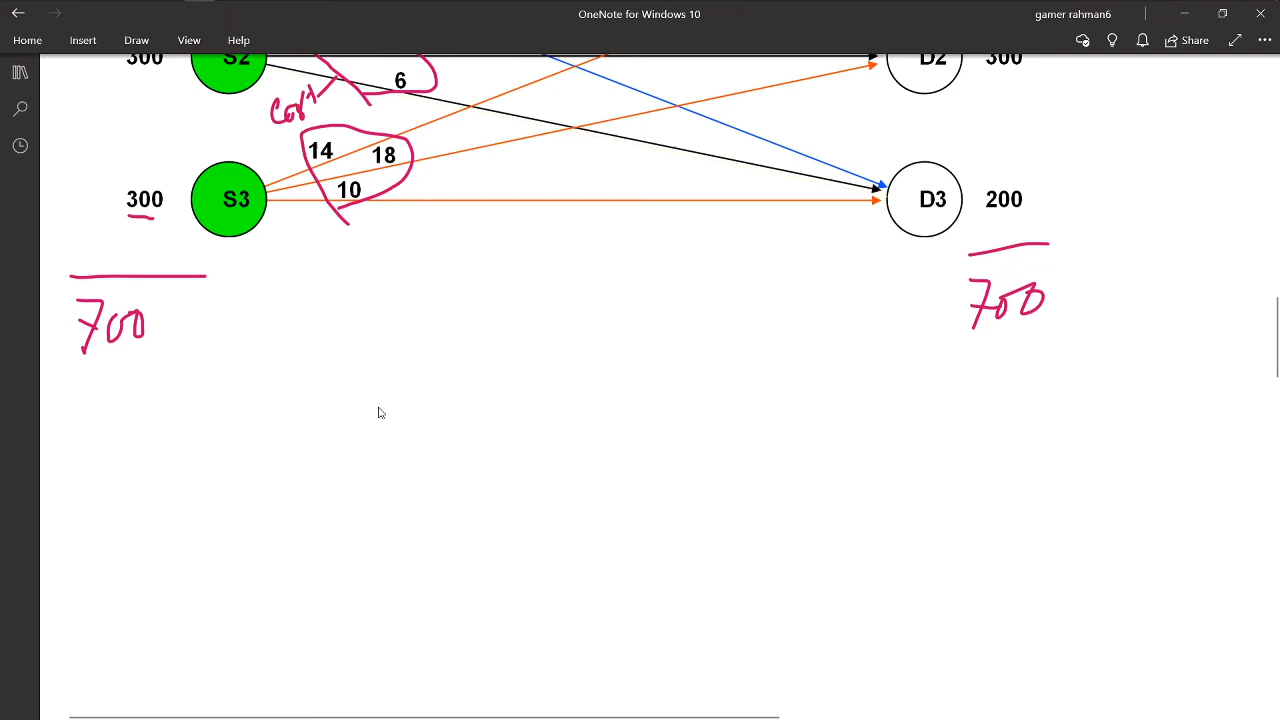 OneNote for Windows 10
gamer rahman6
Home
Insert
Draw
View
Help
Share
300
S2
6
D2
300
14
18
10
300
S3
D3
200
700
700